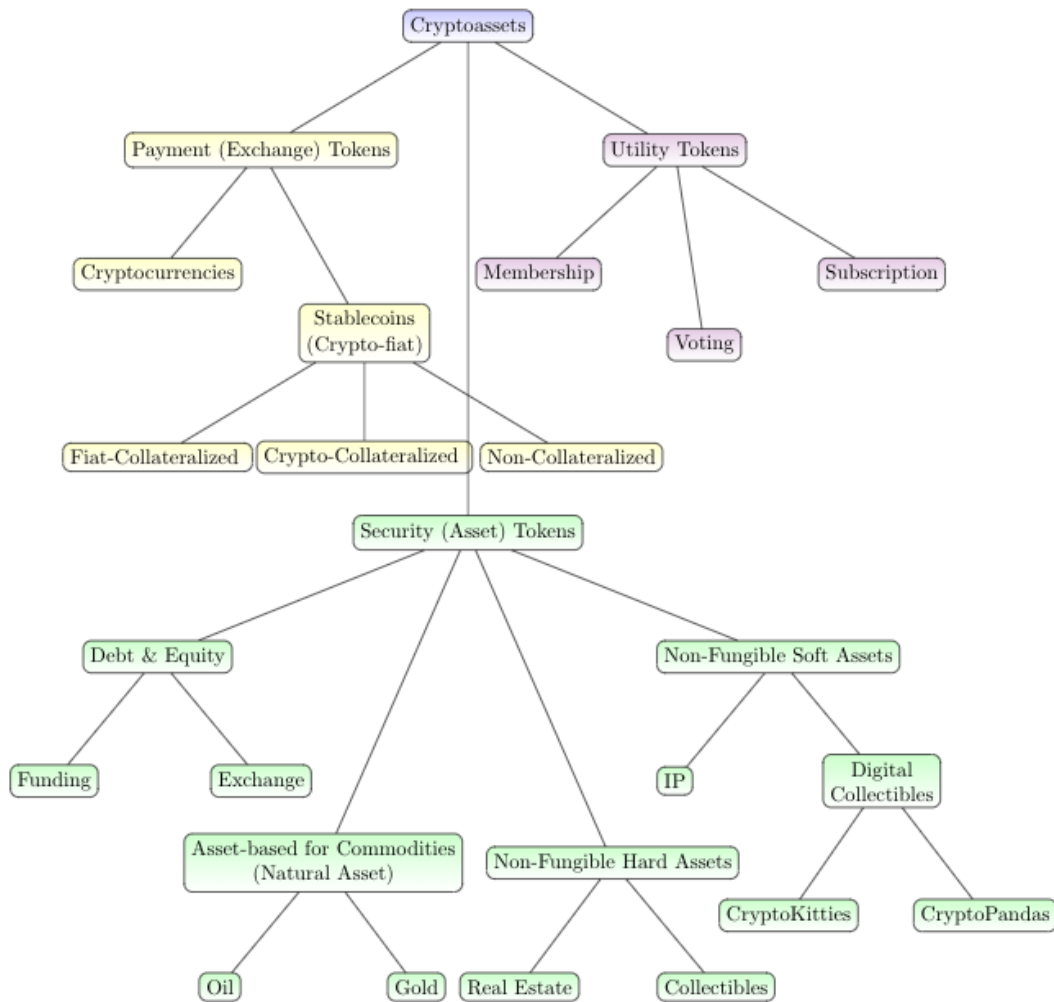 Cryptoassets
Payment (Exchange) Tokens
Utility Tokens
Cryptocurrencies
Membership
Subscription
Stablecoins
(Crypto-fiat)
Voting
Fiat-Collateralized
Crypto-Collateralized
Non-Collateralized
Security (Asset) Tokens
Debt & Equity
Non-Fungible Soft Assets
Funding
Exchange
IP
Digital
Collectibles
Asset-based for Commodities
(Natural Asset)
Non-Fungible Hard Assets
CryptoKitties
CryptoPandas
Oil
Gold
Real Estate
Collectibles